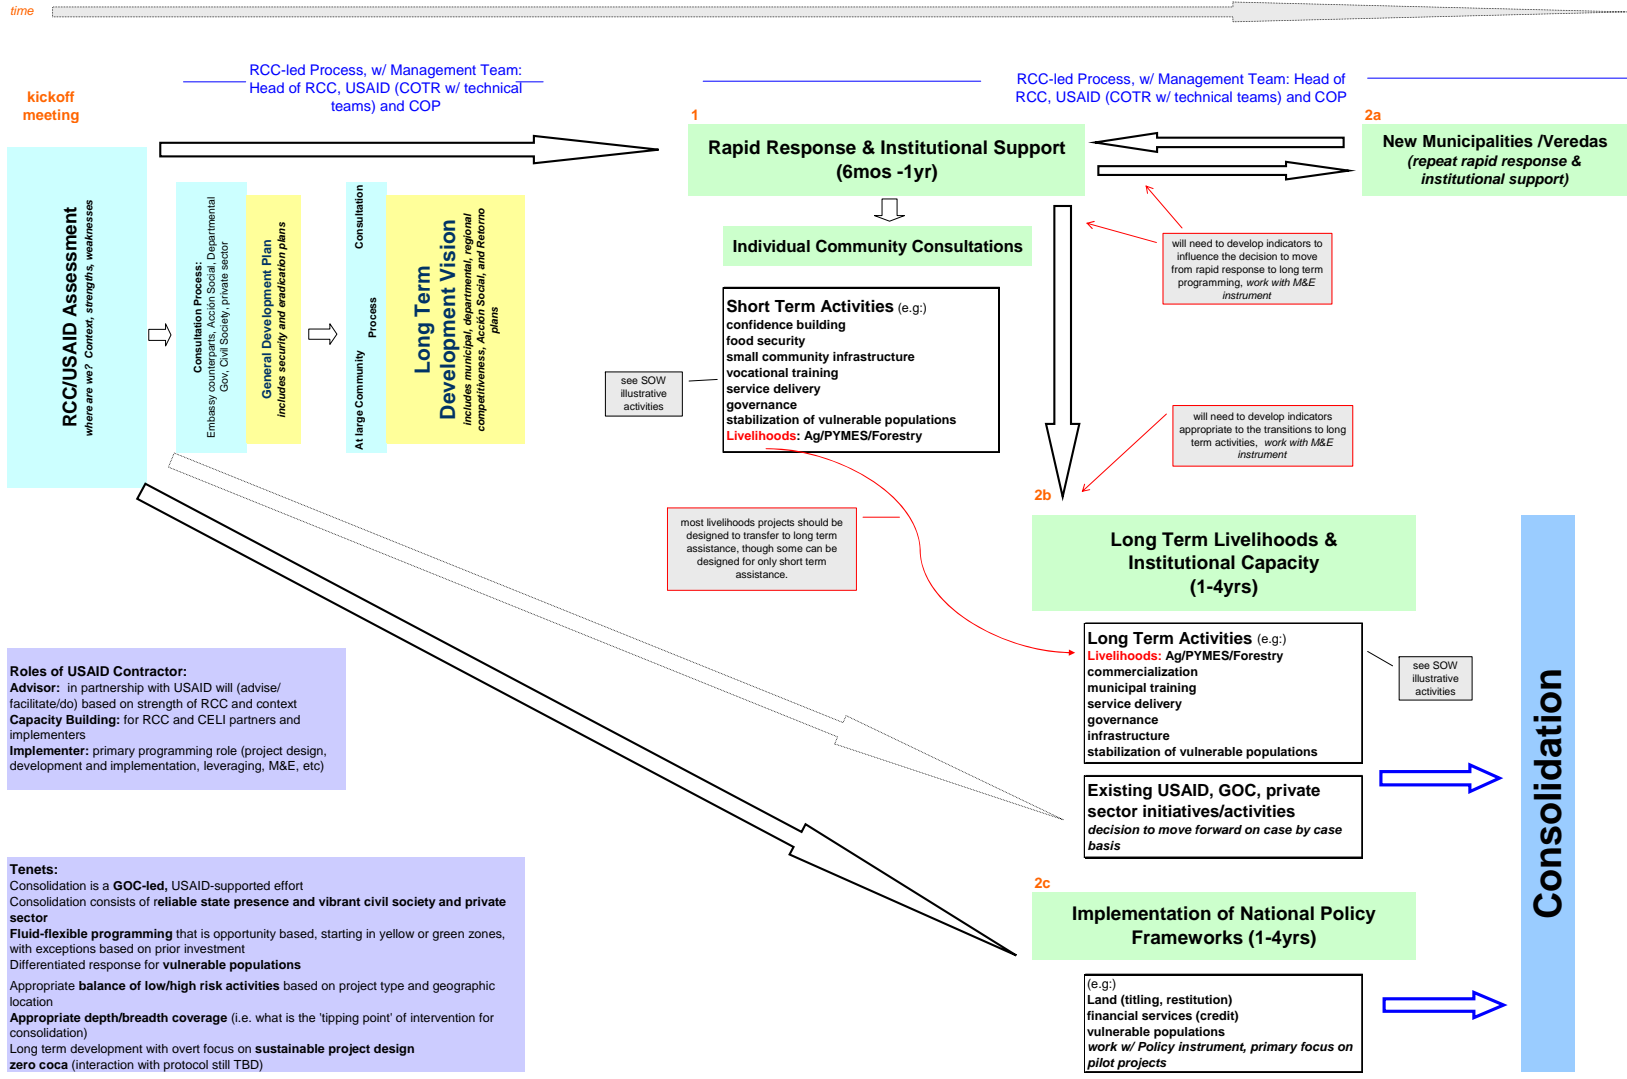 time
RCC-led Process, w/ Management Team:
Head of RCC, USAID (COTR w/ technical
teams) and COP
RCC-led Process, w/ Management Team: Head of
RCC, USAID (COTR w/ technical teams) and COP
kickoff
meeting
RCC/USAID Assessment
where are we? Context, strengths, weaknesses
Consultation Process:
Embassy counterparts, Acción Social, Departmental
Gov, Civil Society, private sector
General Development Plan
includes security and eradication plans
At large Community Process Consultation
Long Term
Development Vision
includes municipal, departmental, regional
competitiveness, Acción Social, and Retorno
plans
1
Rapid Response & Institutional Support
(6mos -1yr)
2a
New Municipalities /Veredas
(repeat rapid response &
institutional support)
Individual Community Consultations
will need to develop indicators to
influence the decision to move
from rapid response to long term
programming, work with M&E
instrument
Short Term Activities (e.g:)
confidence building
food security
small community infrastructure
vocational training
service delivery
governance
stabilization of vulnerable populations
Livelihoods: Ag/PYMES/Forestry
see SOW
illustrative
activities
will need to develop indicators
appropriate to the transitions to long
term activities, work with M&E
instrument
most livelihoods projects should be
designed to transfer to long term
assistance, though some can be
designed for only short term
assistance.
2b
Long Term Livelihoods &
Institutional Capacity
(1-4yrs)
Long Term Activities (e.g:)
Livelihoods: Ag/PYMES/Forestry
commercialization
municipal training
service delivery
governance
infrastructure
stabilization of vulnerable populations
see SOW
illustrative
activities
Existing USAID, GOC, private
sector initiatives/activities
decision to move forward on case by case
basis
Consolidation
2c
Implementation of National Policy
Frameworks (1-4yrs)
(e.g:)
Land (titling, restitution)
financial services (credit)
vulnerable populations
work w/ Policy instrument, primary focus on
pilot projects
Roles of USAID Contractor:
Advisor: in partnership with USAID will (advise/
facilitate/do) based on strength of RCC and context
Capacity Building: for RCC and CELI partners and
implementers
Implementer: primary programming role (project design,
development and implementation, leveraging, M&E, etc)
Tenets:
Consolidation is a GOC-led, USAID-supported effort
Consolidation consists of reliable state presence and vibrant civil society and private
sector
Fluid-flexible programming that is opportunity based, starting in yellow or green zones,
with exceptions based on prior investment
Differentiated response for vulnerable populations
Appropriate balance of low/high risk activities based on project type and geographic
location
Appropriate depth/breadth coverage (i.e. what is the 'tipping point' of intervention for
consolidation)
Long term development with overt focus on sustainable project design
zero coca (interaction with protocol still TBD)